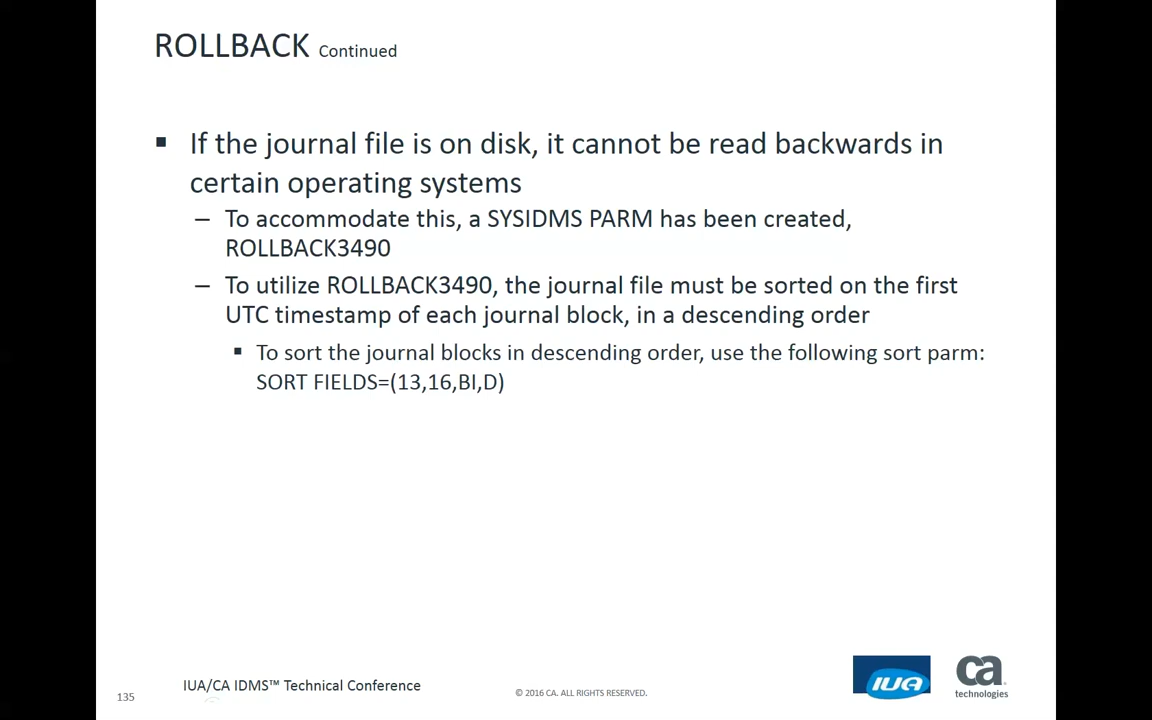 ROLLBACK Continued
▪ If the journal file is on disk, it cannot be read backwards in
certain operating systems
– To accommodate this, a SYSIDMS PARM has been created,
ROLLBACK3490
– To utilize ROLLBACK3490, the journal file must be sorted on the first
UTC timestamp of each journal block, in a descending order
▪ To sort the journal blocks in descending order, use the following sort parm:
SORT FIELDS=(13,16,BI,D)
135
IUA/CA IDMS™ Technical Conference
© 2016 CA. ALL RIGHTS RESERVED.
IUA
ca
technologies